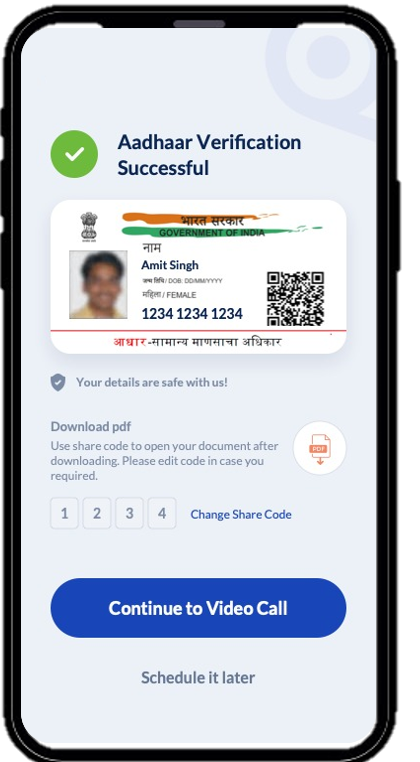 Aadhaar Verification
Successful
भारत सरकार
GOVERNMENT OF INDIA
नाम
Amit Singh
जन्म तिथि / DOB: DD/MM/YYYY
महिला / FEMALE
1234 1234 1234
आधार-सामान्य माणसाचा अधिकार
Your details are safe with us!
Download pdf
Use share code to open your document after
downloading. Please edit code in case you
required.
PDF
1 2 3 4 Change Share Code
Continue to Video Call
Schedule it later